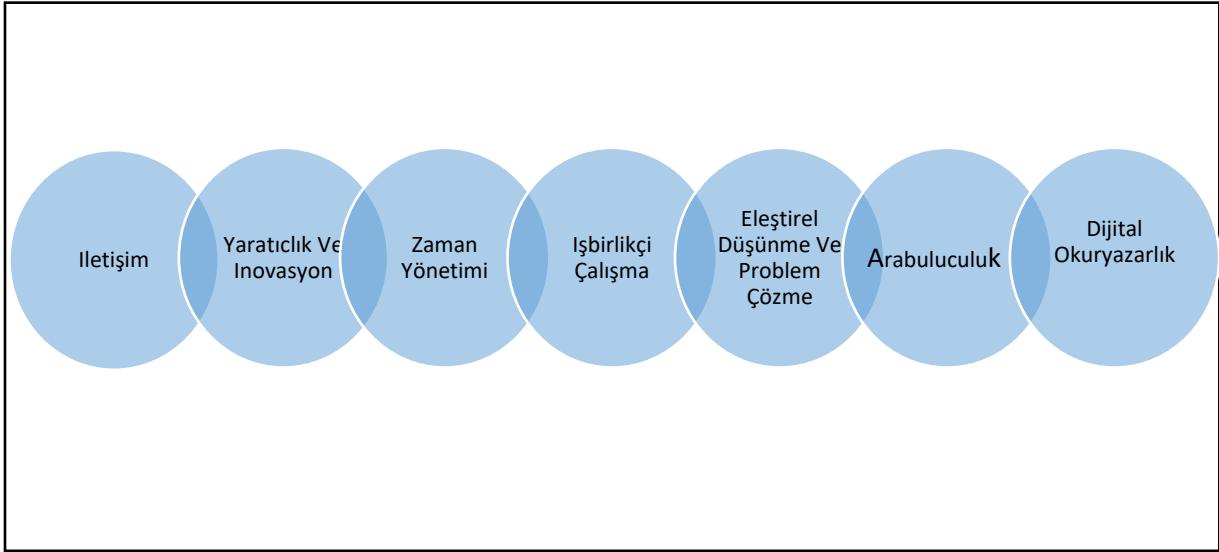 Iletişim
Yaratıclık Ve
Inovasyon
Zaman
Yönetimi
Işbirlikçi
Çalışma
Eleştirel
Düşünme Ve
Problem
Çözme
Arabuluculuk
Dijital
Okuryazarlık